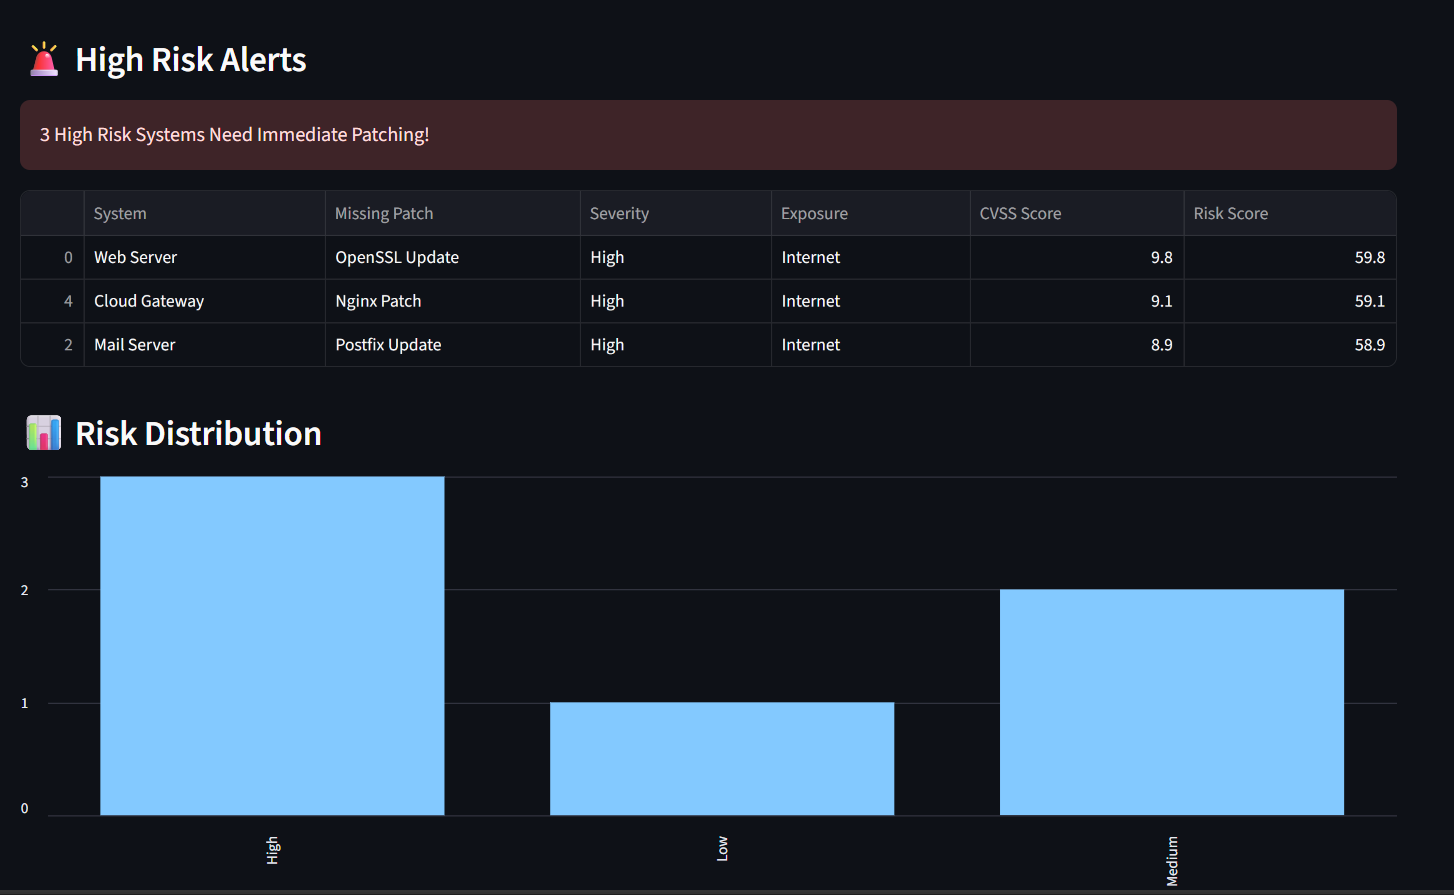 High Risk Alerts
3 High Risk Systems Need Immediate Patching!
System Missing Patch Severity Exposure CVSS Score Risk Score
0 Web Server OpenSSL Update High Internet 9.8 59.8
4 Cloud Gateway Nginx Patch High Internet 9.1 59.1
2 Mail Server Postfix Update High Internet 8.9 58.9
Risk Distribution
3
2
1
0
High Low Medium